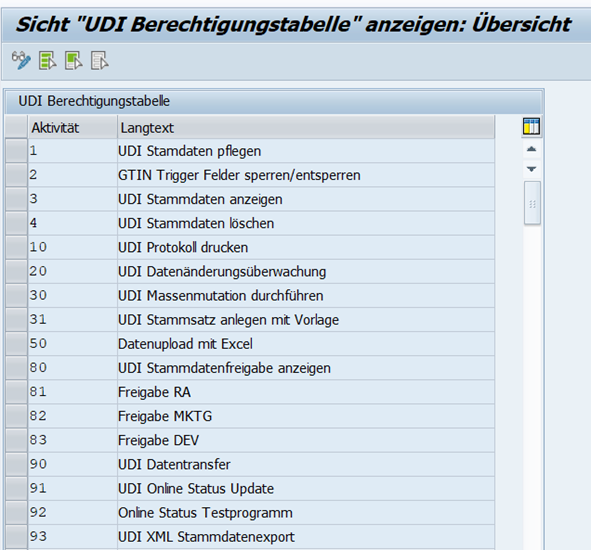 Sicht "UDI Berechtigungstabelle" anzeigen: Übersicht
UDI Berechtigungstabelle
Aktivität Langtext
1 UDI Stamdaten pflegen
2 GTIN Trigger Felder sperren/entsperren
3 UDI Stammdaten anzeigen
4 UDI Stammdaten löschen
10 UDI Protokoll drucken
20 UDI Datenänderungsüberwachung
30 UDI Massenmutation durchführen
31 UDI Stammsatz anlegen mit Vorlage
50 Datenupload mit Excel
80 UDI Stammdatenfreigabe anzeigen
81 Freigabe RA
82 Freigabe MKTG
83 Freigabe DEV
90 UDI Datentransfer
91 UDI Online Status Update
92 Online Status Testprogramm
93 UDI XML Stammdatenexport